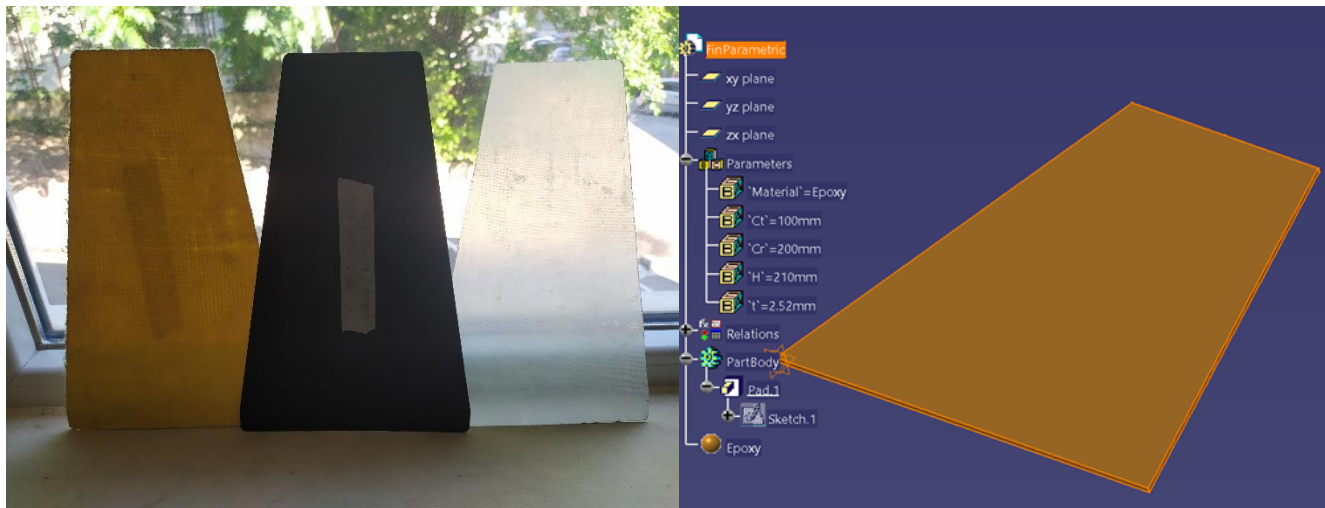 FinParametric
xy plane
yz plane
zx plane
Parameters
`Material`=Epoxy
`Ct`=100mm
`Cr`=200mm
`H`=210mm
`t`=2.52mm
Relations
PartBody
Pad.1
Sketch.1
Epoxy